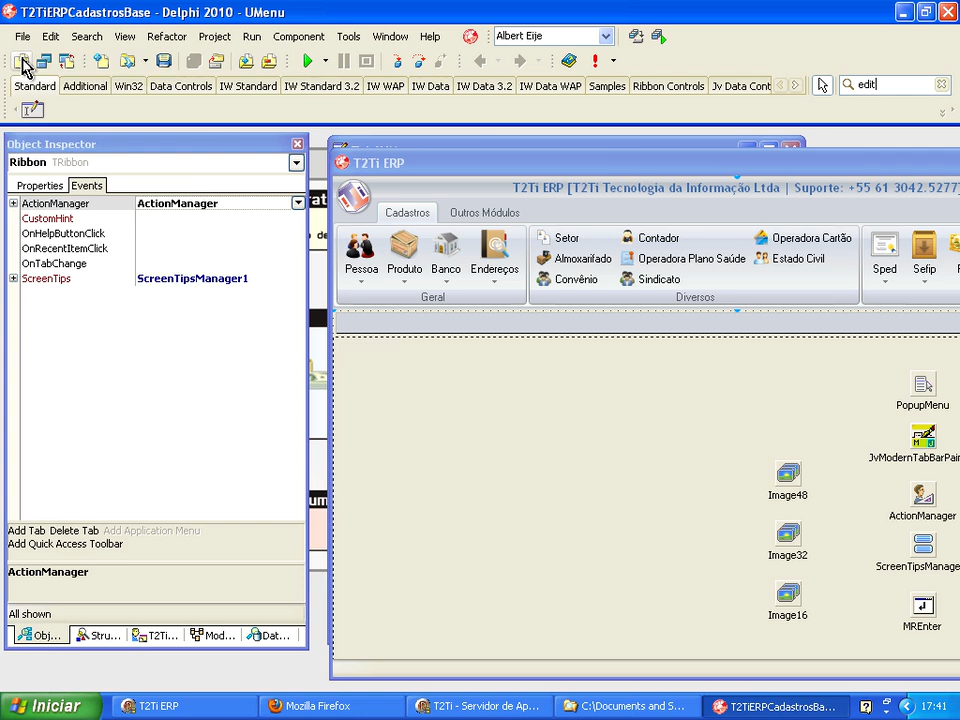 T2TiERPCadastrosBase - Delphi 2010 - UMenu
File Edit Search View Refactor Project Run Component Tools Window Help Albert Eije
Standard Additional Win32 Data Controls IW Standard IW Standard 3.2 IW WAP IW Data IW Data 3.2 IW Data WAP Samples Ribbon Controls Jv Data Cont edit
Object Inspector
Ribbon TRibbon
Properties Events
ActionManager ActionManager
CustomHint
OnHelpButtonClick
OnRecentItemClick
OnTabChange
ScreenTips ScreenTipsManager1
Add Tab Delete Tab Add Application Menu
Add Quick Access Toolbar
ActionManager
All shown
Obj... Stru... T2Ti... Mod... Dat...
T2Ti ERP
T2Ti ERP [T2Ti Tecnologia da Informação Ltda | Suporte: +55 61 3042.5277]
Cadastros Outros Módulos
Pessoa Produto Banco Endereços
Geral
Setor Contador Operadora Cartão
Almoxarifado Operadora Plano Saúde Estado Civil
Convênio Sindicato
Diversos
Sped Sefip
PopupMenu
JvModernTabBarPain
Image48
ActionManager
Image32
ScreenTipsManage
Image16
MREnter
Iniciar T2Ti ERP Mozilla Firefox T2Ti - Servidor de Ap... C:\Documents and S... T2TiERPCadastrosBa... 17:41